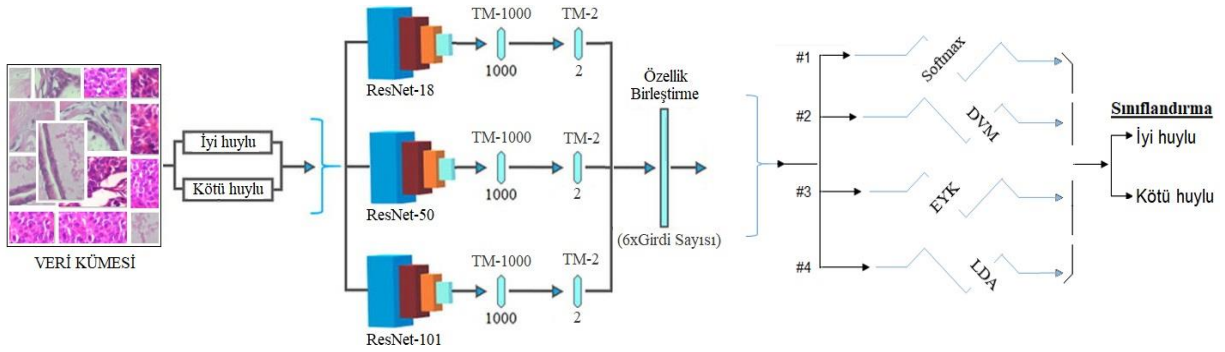 VERİ KÜMESİ
İyi huylu
Kötü huylu
TM-1000
TM-2
1000
2
ResNet-18
TM-1000
TM-2
1000
2
ResNet-50
TM-1000
TM-2
1000
2
ResNet-101
Özellik
Birleştirme
(6xGirdi Sayısı)
#1
Softmax
#2
DVM
#3
EYK
#4
LDA
Sınıflandırma
İyi huylu
Kötü huylu